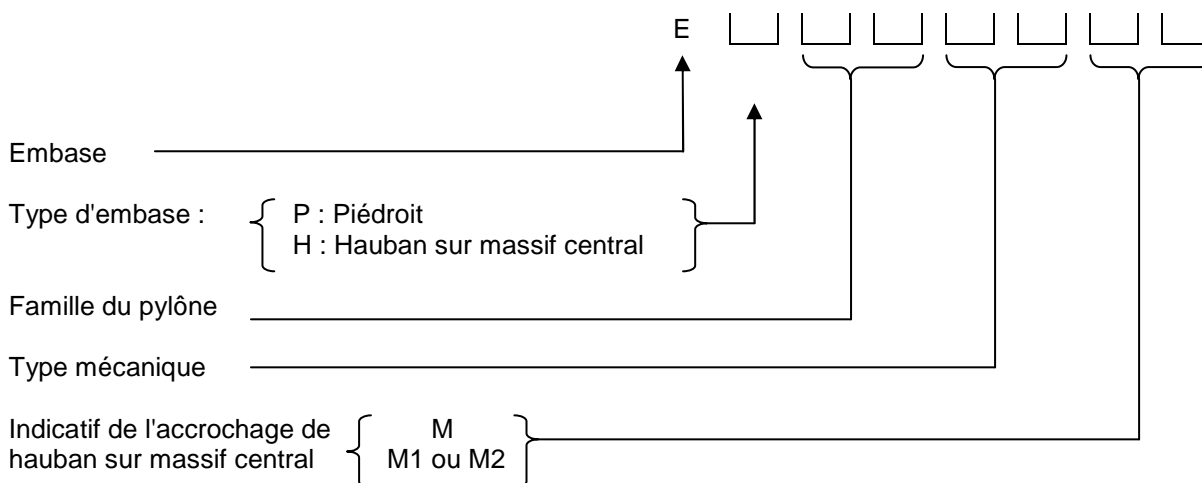 E
Embase
Type d'embase : P : Piédroit
H : Hauban sur massif central
Famille du pylône
Type mécanique
Indicatif de l'accrochage de M
hauban sur massif central M1 ou M2